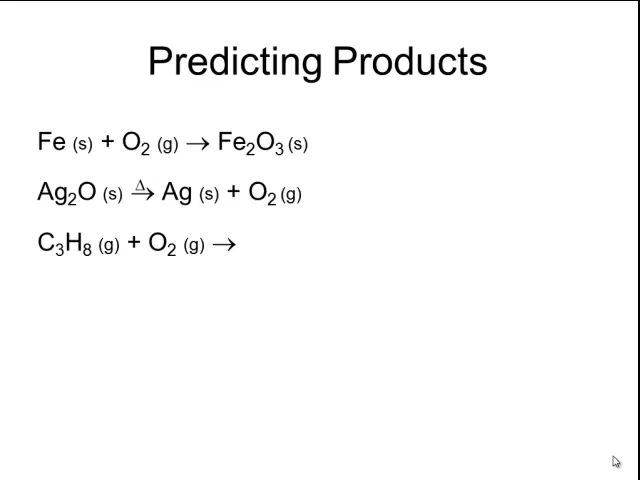 Predicting Products
Fe (s) + O₂ (g) → Fe₂O₃ (s)
Ag₂O (s) →Δ Ag (s) + O₂ (g)
C₃H₈ (g) + O₂ (g) →